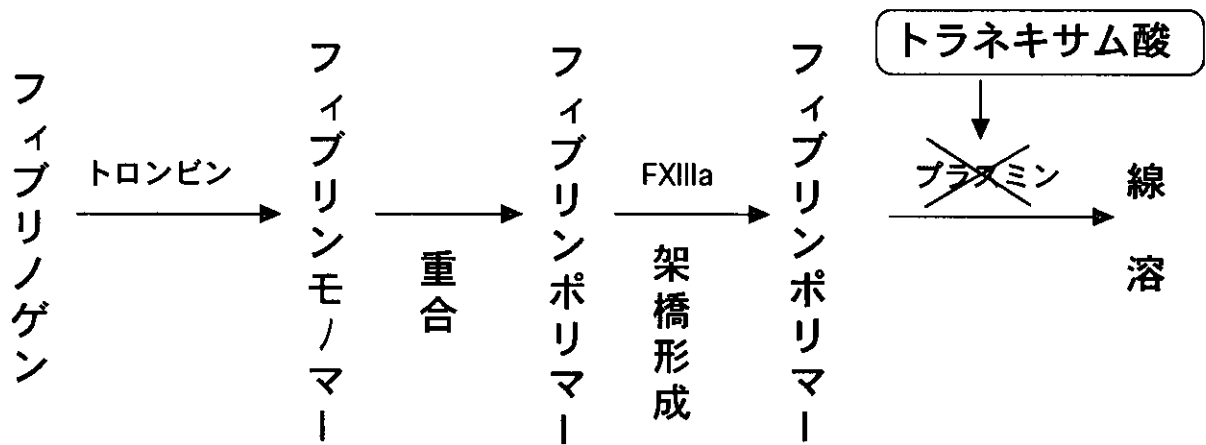 フィブリノゲン
トロンビン
フィブリンモノマー
重合
フィブリンポリマー
FXIIIa
架橋形成
フィブリンポリマー
トラネキサム酸
プラスミン
線溶